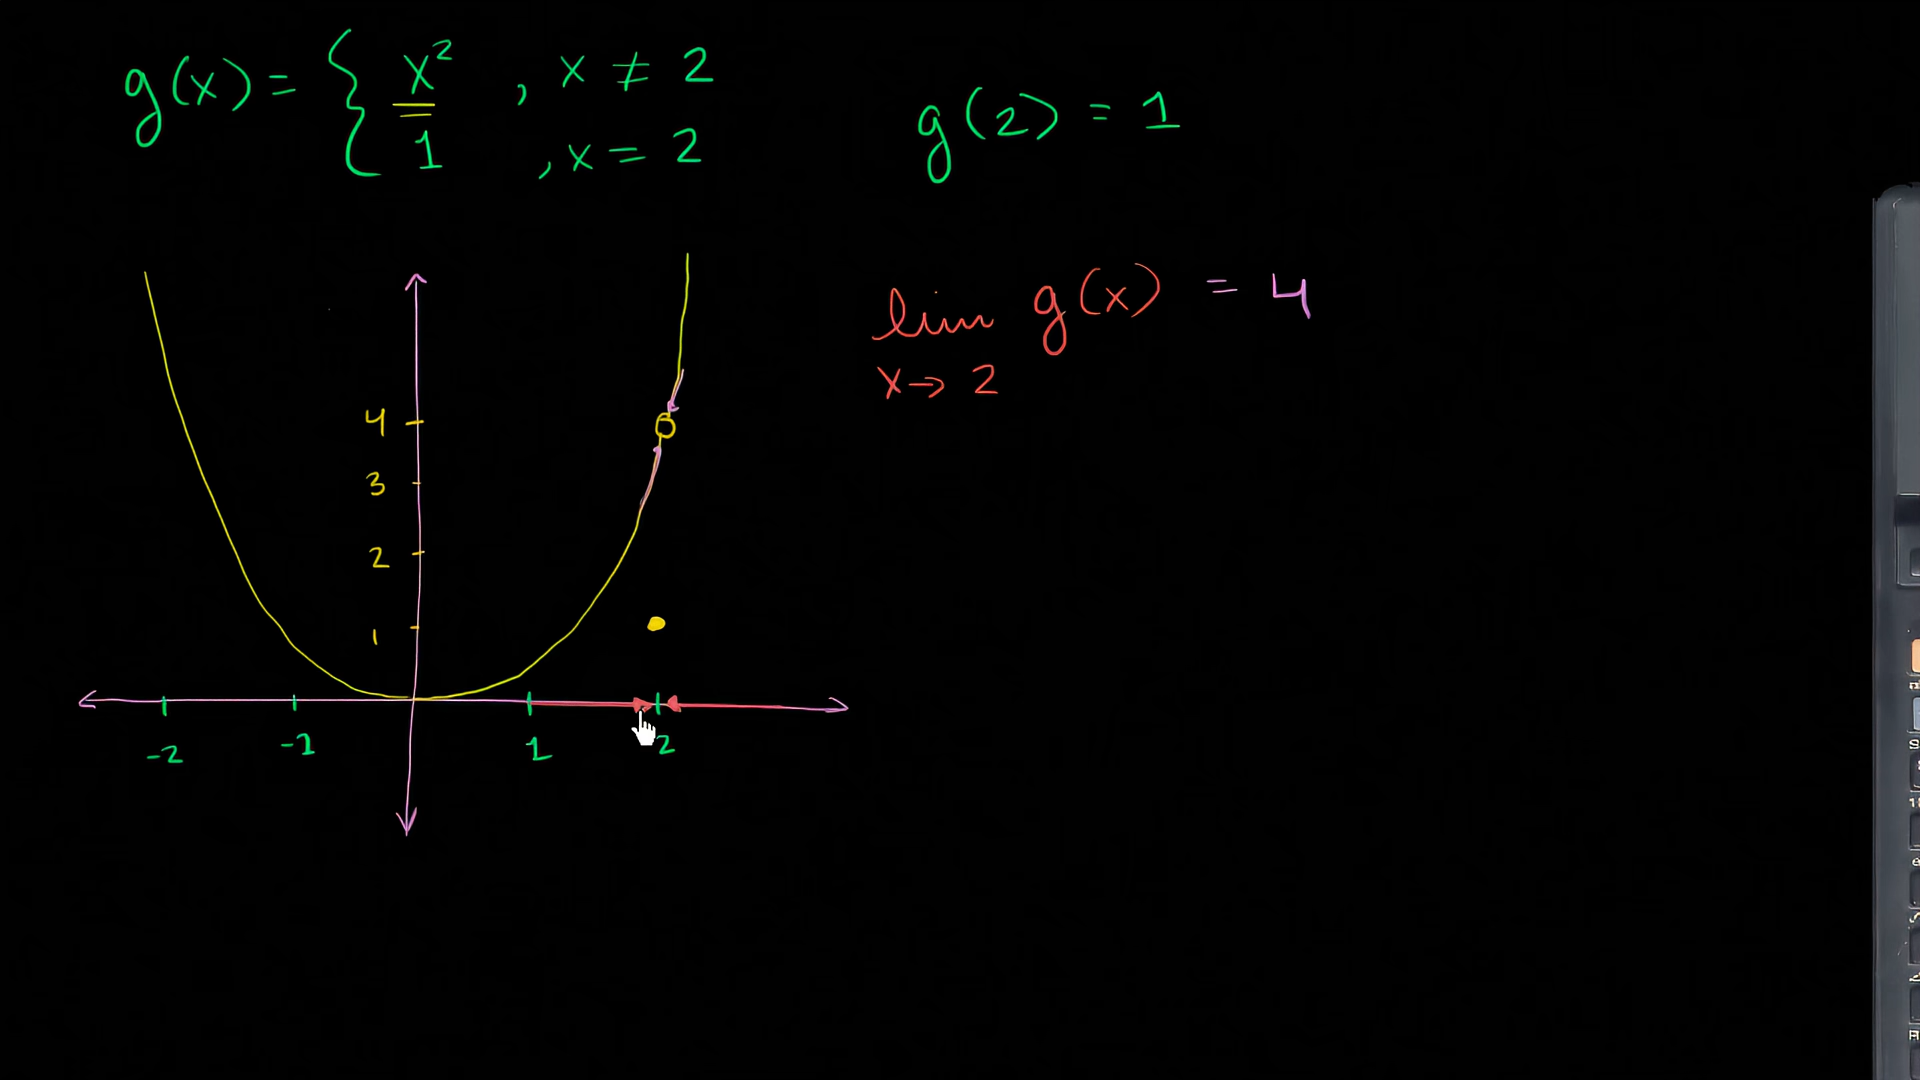 g(x) = { x² , x ≠ 2
1 , x = 2
g(2) = 1
lim g(x) = 4
x → 2
4
3
2
1
-2 -1 1 2